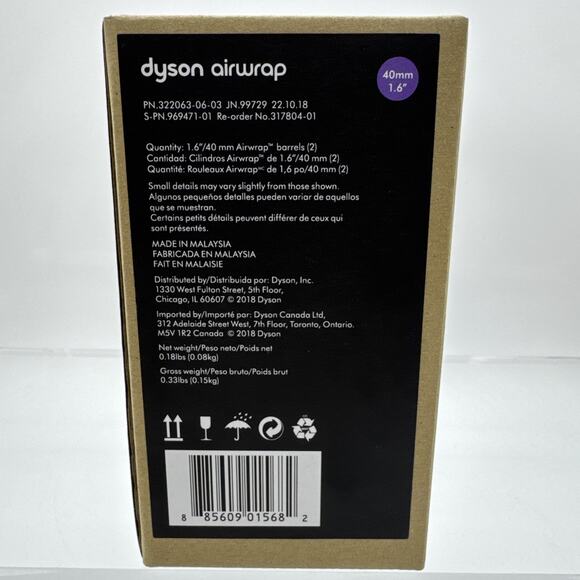 dyson airwrap
40mm
1.6"
PN.322063-06-03 JN.99729 22.10.18
S-PN.969471-01 Re-order No.317804-01
Quantity: 1.6"/40 mm Airwrap™ barrels (2)
Cantidad: Cilindros Airwrap™ de 1.6"/40 mm (2)
Quantité: Rouleaux Airwrapᴹᶜ de 1,6 po/40 mm (2)
Small details may vary slightly from those shown.
Algunos pequeños detalles pueden variar de aquellos
que se muestran.
Certains petits détails peuvent différer de ceux qui
sont présentés.
MADE IN MALAYSIA
FABRICADA EN MALAYSIA
FAIT EN MALAISIE
Distributed by/Distribuida por: Dyson, Inc.
1330 West Fulton Street, 5th Floor,
Chicago, IL 60607 © 2018 Dyson
Imported by/Importé par: Dyson Canada Ltd,
312 Adelaide Street West, 7th Floor, Toronto, Ontario.
M5V 1R2 Canada © 2018 Dyson
Net weight/Peso neto/Poids net
0.18lbs (0.08kg)
Gross weight/Peso bruto/Poids brut
0.33lbs (0.15kg)
8 85609 01568 2